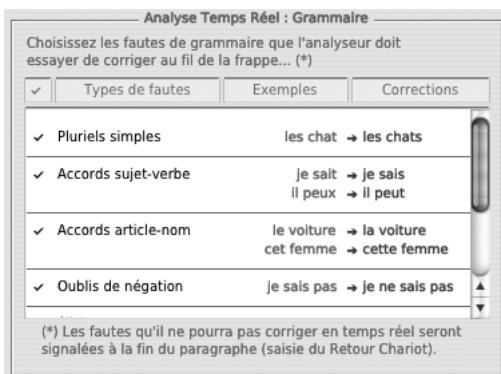 Analyse Temps Réel : Grammaire
Choisissez les fautes de grammaire que l'analyseur doit
essayer de corriger au fil de la frappe... (*)
✓ Types de fautes Exemples Corrections
✓ Pluriels simples les chat → les chats
✓ Accords sujet-verbe je sait → je sais
il peux → il peut
✓ Accords article-nom le voiture → la voiture
cet femme → cette femme
✓ Oublis de négation je sais pas → je ne sais pas
(*) Les fautes qu'il ne pourra pas corriger en temps réel seront
signalées à la fin du paragraphe (saisie du Retour Chariot).